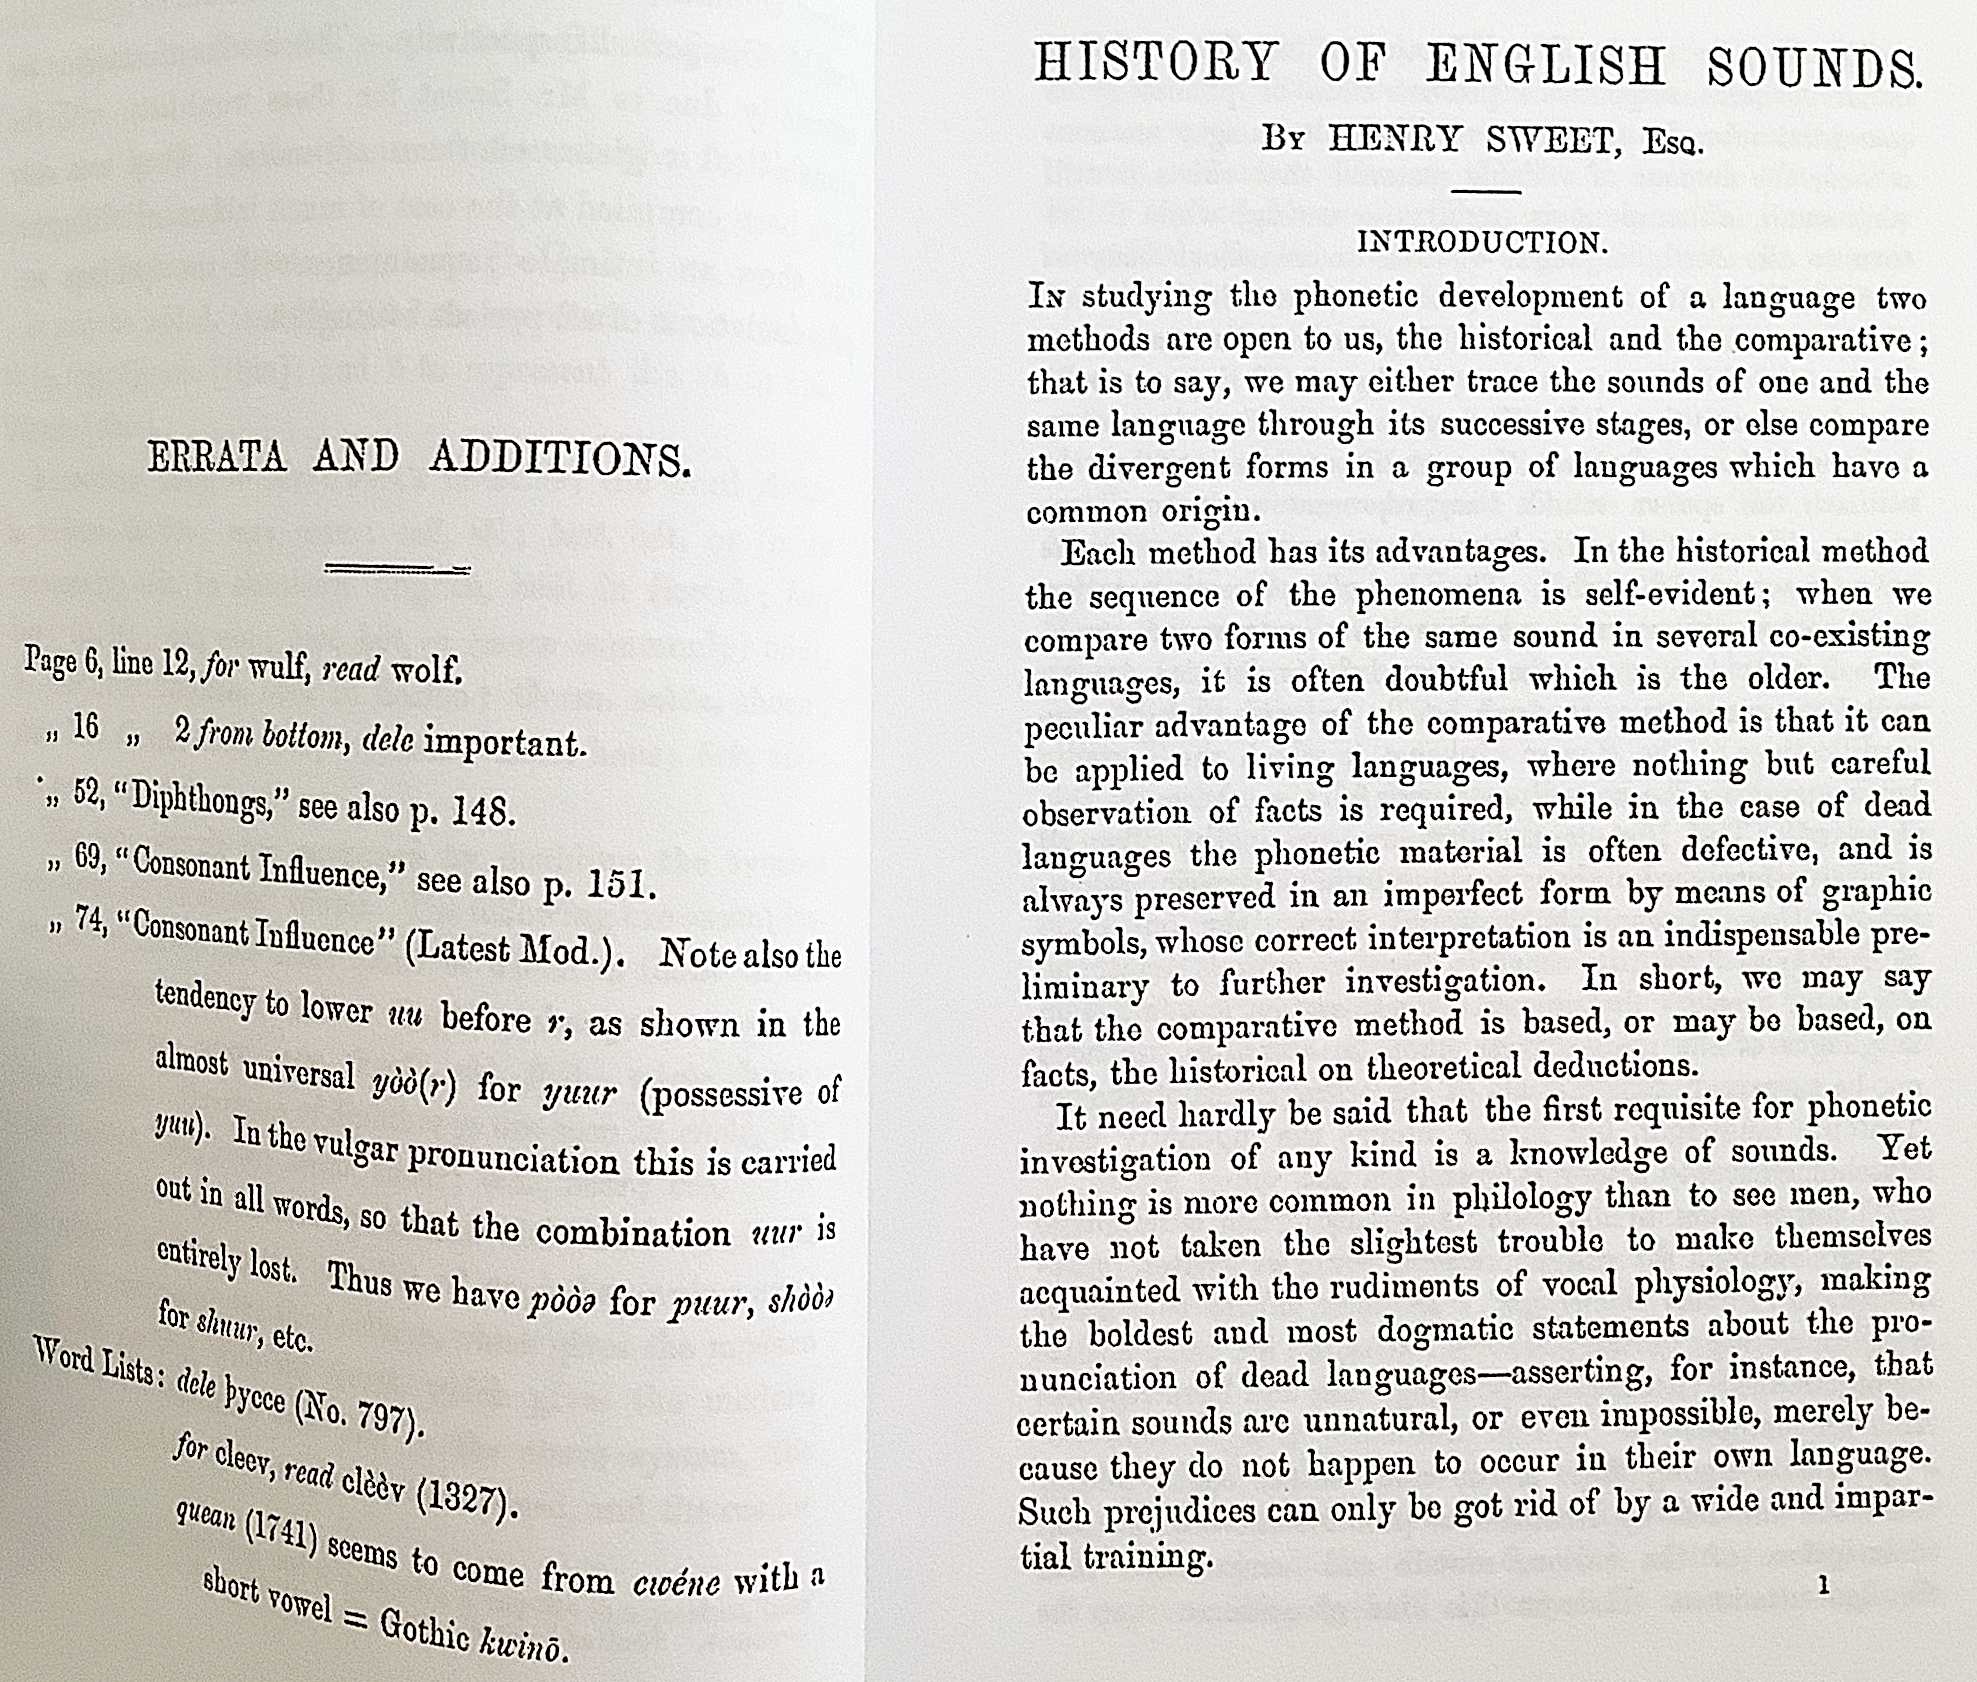 ERRATA AND ADDITIONS.
Page 6, line 12, for wulf, read wolf.
„ 16 „ 2 from bottom, dele important.
„ 52, “Diphthongs,” see also p. 148.
„ 69, “Consonant Influence,” see also p. 151.
„ 74, “Consonant Influence” (Latest Mod.). Note also the
tendency to lower uu before r, as shown in the
almost universal yòò(r) for yuur (possessive of
yuu). In the vulgar pronunciation this is carried
out in all words, so that the combination uur is
entirely lost. Thus we have pòòə for puur, shòòə
for shuur, etc.
Word Lists: dele þycce (No. 797).
for cleev, read clèèv (1327).
quean (1741) seems to come from cwéne with a
short vowel = Gothic kwinō.
HISTORY OF ENGLISH SOUNDS.
By HENRY SWEET, Esq.
INTRODUCTION.
In studying the phonetic development of a language two
methods are open to us, the historical and the comparative;
that is to say, we may either trace the sounds of one and the
same language through its successive stages, or else compare
the divergent forms in a group of languages which have a
common origin.
Each method has its advantages. In the historical method
the sequence of the phenomena is self-evident; when we
compare two forms of the same sound in several co-existing
languages, it is often doubtful which is the older. The
peculiar advantage of the comparative method is that it can
be applied to living languages, where nothing but careful
observation of facts is required, while in the case of dead
languages the phonetic material is often defective, and is
always preserved in an imperfect form by means of graphic
symbols, whose correct interpretation is an indispensable pre-
liminary to further investigation. In short, we may say
that the comparative method is based, or may be based, on
facts, the historical on theoretical deductions.
It need hardly be said that the first requisite for phonetic
investigation of any kind is a knowledge of sounds. Yet
nothing is more common in philology than to see men, who
have not taken the slightest trouble to make themselves
acquainted with the rudiments of vocal physiology, making
the boldest and most dogmatic statements about the pro-
nunciation of dead languages—asserting, for instance, that
certain sounds are unnatural, or even impossible, merely be-
cause they do not happen to occur in their own language.
Such prejudices can only be got rid of by a wide and impar-
tial training.
1